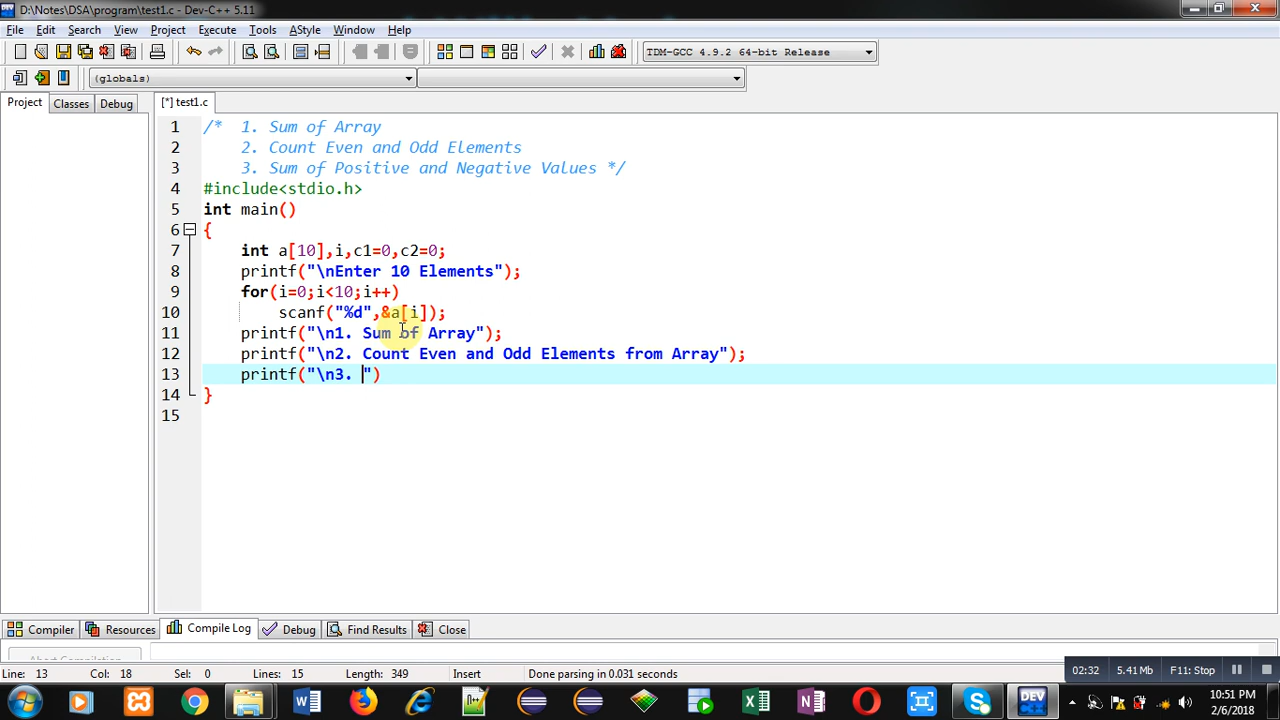 D:\Notes\DSA\program\test1.c - Dev-C++ 5.11
File Edit Search View Project Execute Tools AStyle Window Help
TDM-GCC 4.9.2 64-bit Release
(globals)
Project Classes Debug [*] test1.c
1 /* 1. Sum of Array
2 2. Count Even and Odd Elements
3 3. Sum of Positive and Negative Values */
4 #include<stdio.h>
5 int main()
6 {
7 int a[10],i,c1=0,c2=0;
8 printf("\nEnter 10 Elements");
9 for(i=0;i<10;i++)
10 scanf("%d",&a[i]);
11 printf("\n1. Sum of Array");
12 printf("\n2. Count Even and Odd Elements from Array");
13 printf("\n3. ")
14 }
15
Compiler Resources Compile Log Debug Find Results Close
Abort Compilation
Line: 13 Col: 18 Sel: 0 Lines: 15 Length: 349 Insert Done parsing in 0.031 seconds
02:32 5.41 Mb F11: Stop
10:51 PM
2/6/2018